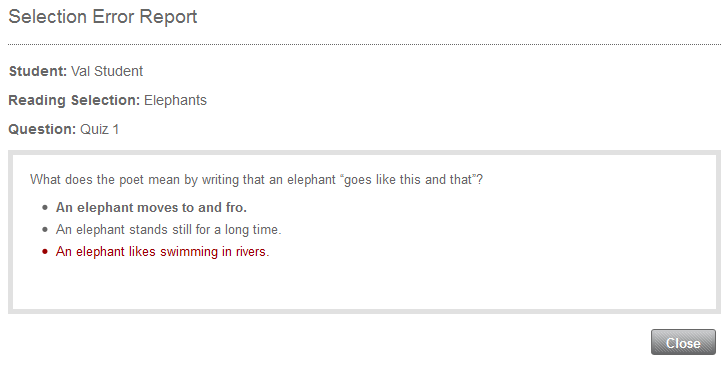 Selection Error Report
Student: Val Student
Reading Selection: Elephants
Question: Quiz 1
What does the poet mean by writing that an elephant “goes like this and that”?
• An elephant moves to and fro.
• An elephant stands still for a long time.
• An elephant likes swimming in rivers.
Close